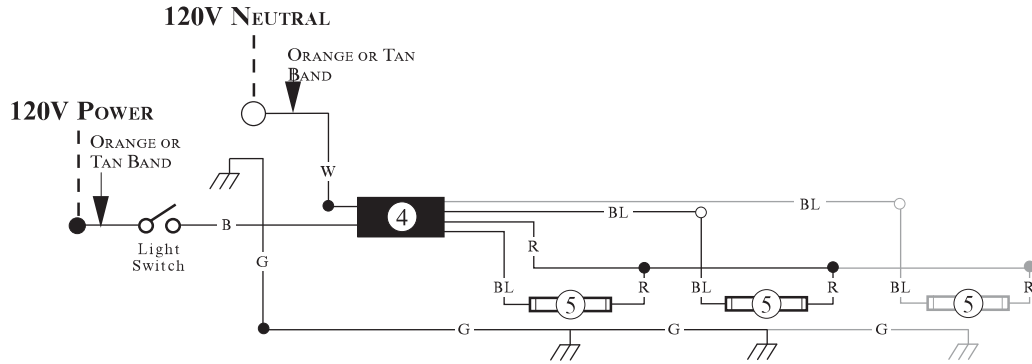 120V NEUTRAL
ORANGE OR TAN
BAND
120V POWER
ORANGE OR
TAN BAND
W
4
BL
BL
B
R
Light
Switch
G
BL
R
BL
R
BL
R
5
5
5
G
G
G